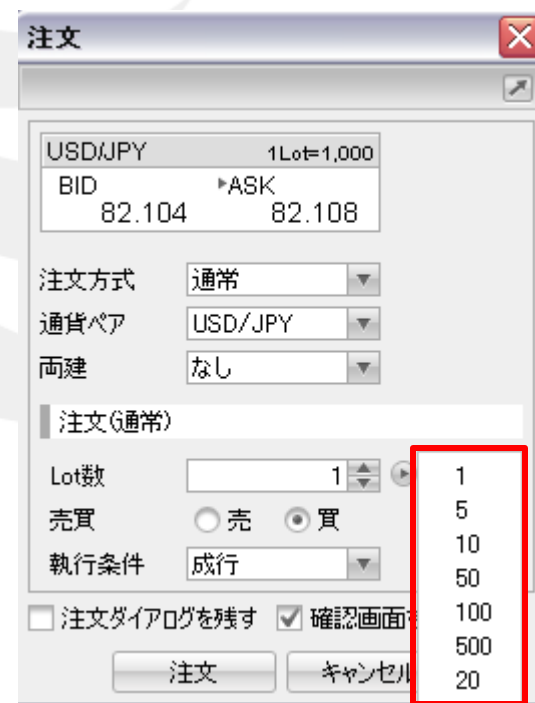 注文
USD/JPY 1Lot=1,000
BID ▶ASK
82.104 82.108
注文方式 通常
通貨ペア USD/JPY
両建 なし
注文(通常)
Lot数 1
売買 売 買
執行条件 成行
注文ダイアログを残す 確認画面
注文 キャンセル
1
5
10
50
100
500
20